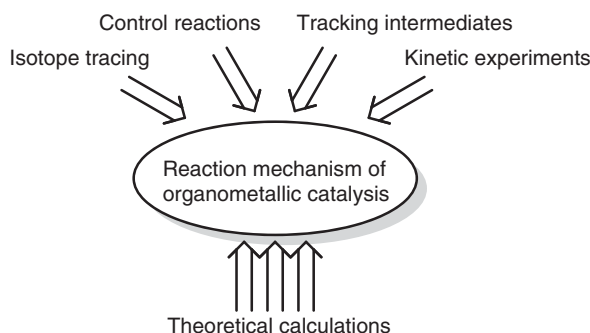 Control reactions
Tracking intermediates
Isotope tracing
Kinetic experiments
Reaction mechanism of
organometallic catalysis
Theoretical calculations